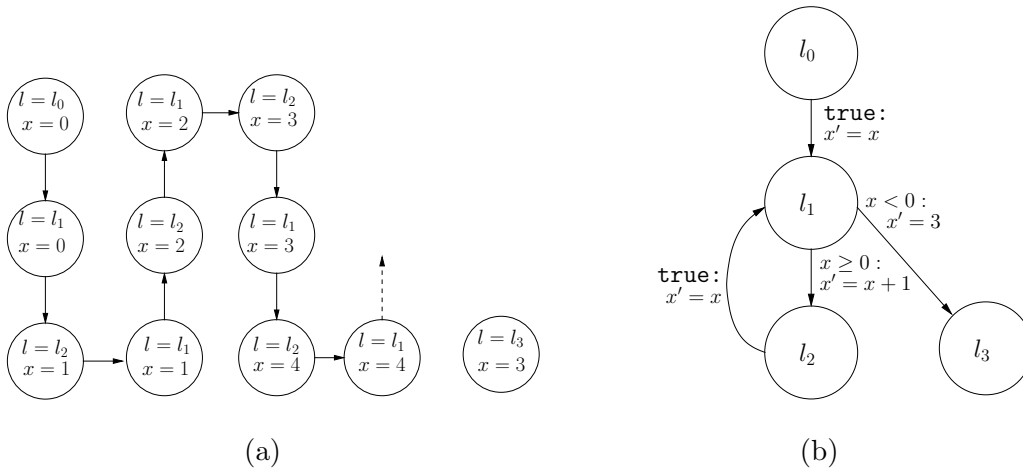 l = l₀
x = 0
l = l₁
x = 0
l = l₂
x = 1
l = l₁
x = 1
l = l₂
x = 2
l = l₁
x = 2
l = l₂
x = 3
l = l₁
x = 3
l = l₂
x = 4
l = l₁
x = 4
l = l₃
x = 3
(a)
l₀
true:
x′ = x
l₁
x < 0 :
x′ = 3
x ≥ 0 :
x′ = x + 1
true:
x′ = x
l₂
l₃
(b)